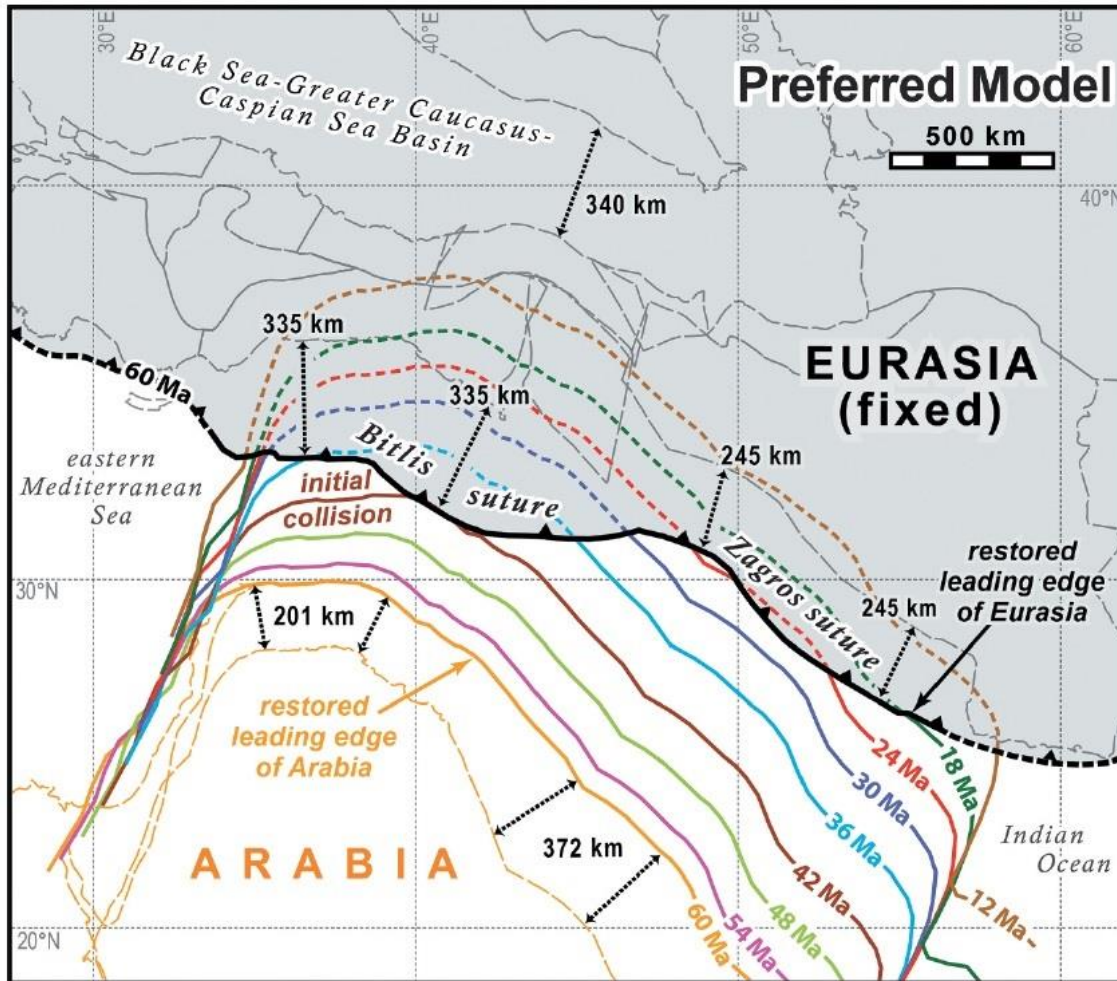 30°E
40°E
50°E
60°E
Black Sea-Greater Caucasus-
Caspian Sea Basin
Preferred Model
500 km
340 km
40°N
335 km
EURASIA
(fixed)
60 Ma
335 km
Bitlis
suture
245 km
eastern
Mediterranean
Sea
initial
collision
Zagros suture
restored
leading edge
of Eurasia
30°N
201 km
245 km
restored
leading edge
of Arabia
24 Ma
18 Ma
30 Ma
36 Ma
Indian
Ocean
ARABIA
372 km
42 Ma
12 Ma
48 Ma
54 Ma
60 Ma
20°N